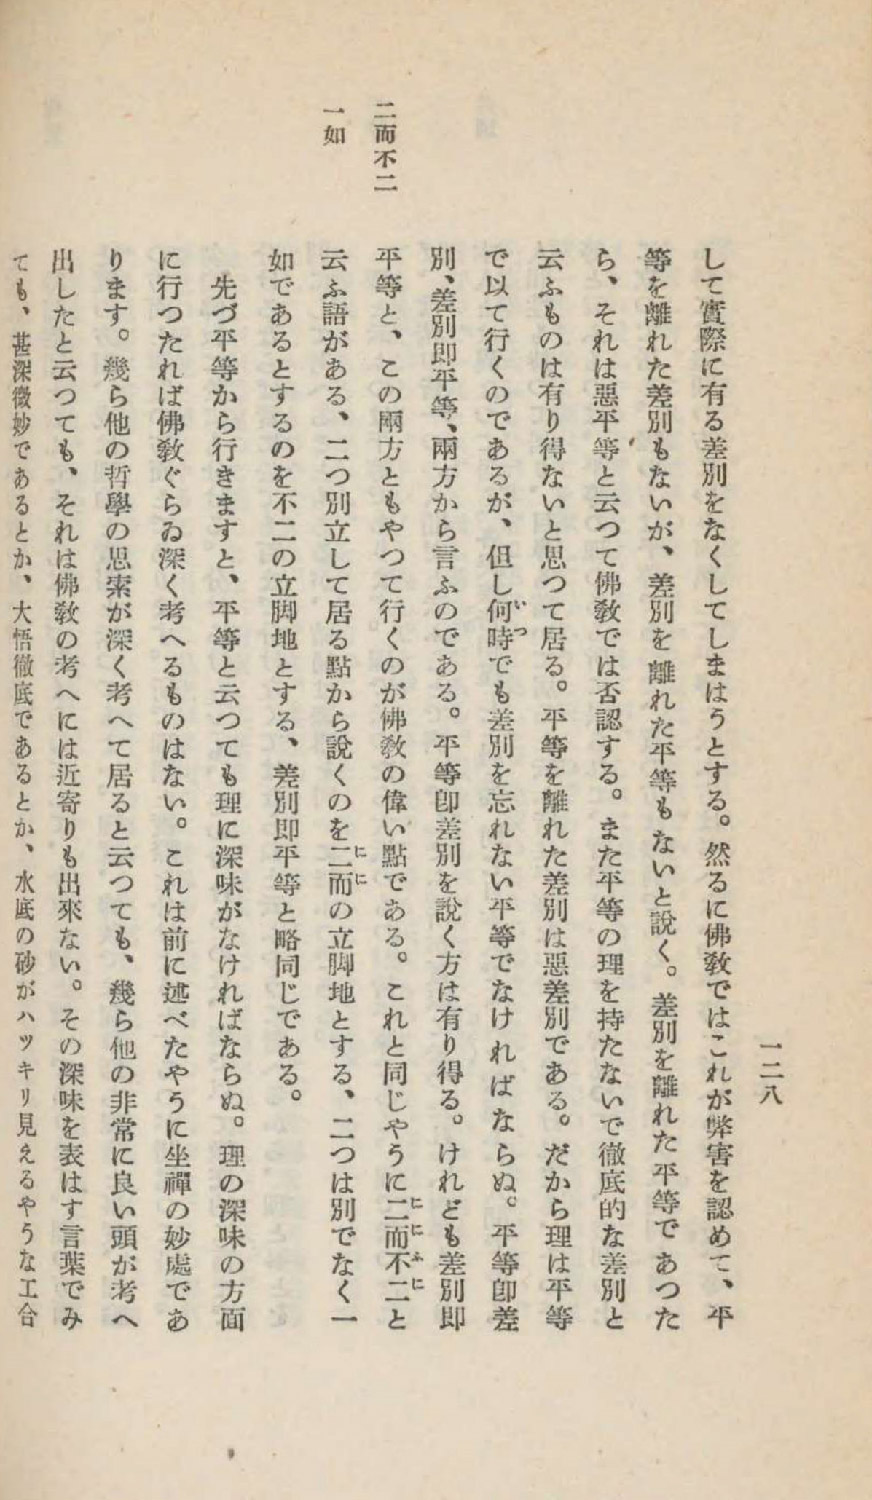 一二八
して實際に有る差別をなくしてしまはうとする。然るに佛教ではこれが弊害を認めて、平
等を離れた差別もないが、差別を離れた平等もないと說く。差別を離れた平等であつた
ら、それは惡平等と云つて佛教では否認する。また平等の理を持たないで徹底的な差別と
云ふものは有り得ないと思つて居る。平等を離れた差別は惡差別である。だから理は平等
で以て行くのであるが、但し何時でも差別を忘れない平等でなければならぬ。平等卽差
別、差別卽平等、兩方から言ふのである。平等卽差別を說く方は有り得る。けれども差別卽
二而不二
平等と、この兩方ともやつて行くのが佛教の偉い點である。これと同じやうに二而不二と
一如
云ふ語がある、二つ別立して居る點から說くのを二而の立脚地とする、二つは別でなく一
如であるとするのを不二の立脚地とする、差別卽平等と略同じである。
先づ平等から行きますと、平等と云つても理に深味がなければならぬ。理の深味の方面
に行つたれば佛教ぐらゐ深く考へるものはない。これは前に述べたやうに坐禪の妙處であ
ります。幾ら他の哲學の思索が深く考へて居ると云つても、幾ら他の非常に良い頭が考へ
出したと云つても、それは佛教の考へには近寄りも出來ない。その深味を表はす言葉でみ
ても、甚深微妙であるとか、大悟徹底であるとか、水底の砂がハツキリ見えるやうな工合